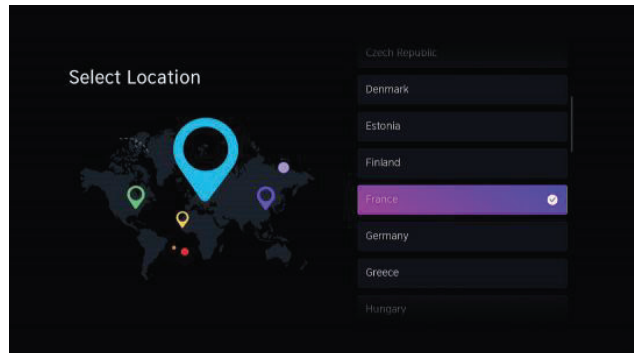 Select Location
Czech Republic
Denmark
Estonia
Finland
France
Germany
Greece
Hungary